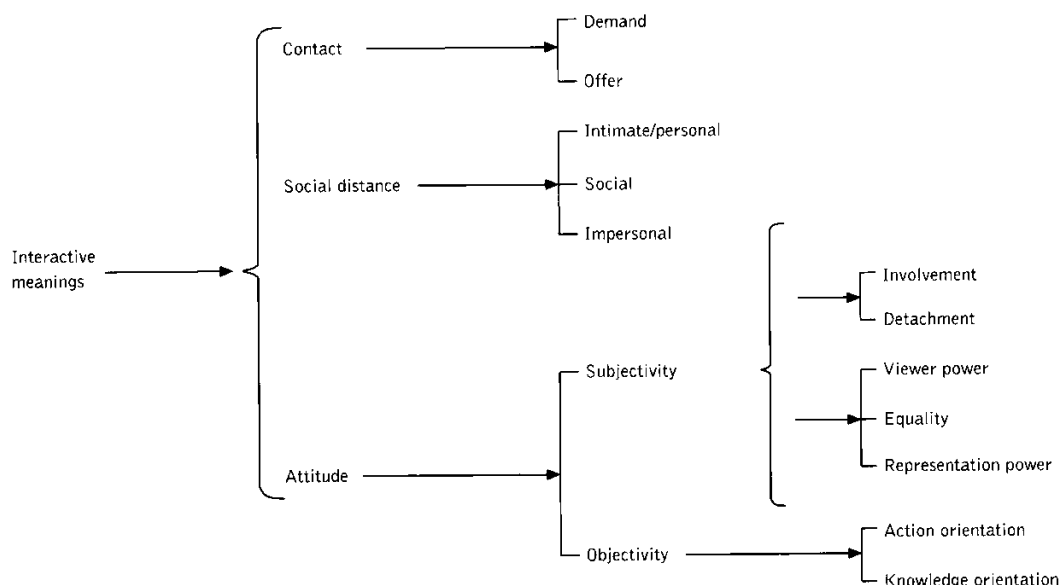 Demand
Contact
Offer
Intimate/personal
Social distance
Social
Impersonal
Interactive
meanings
Involvement
Detachment
Subjectivity
Viewer power
Equality
Representation power
Attitude
Action orientation
Objectivity
Knowledge orientation